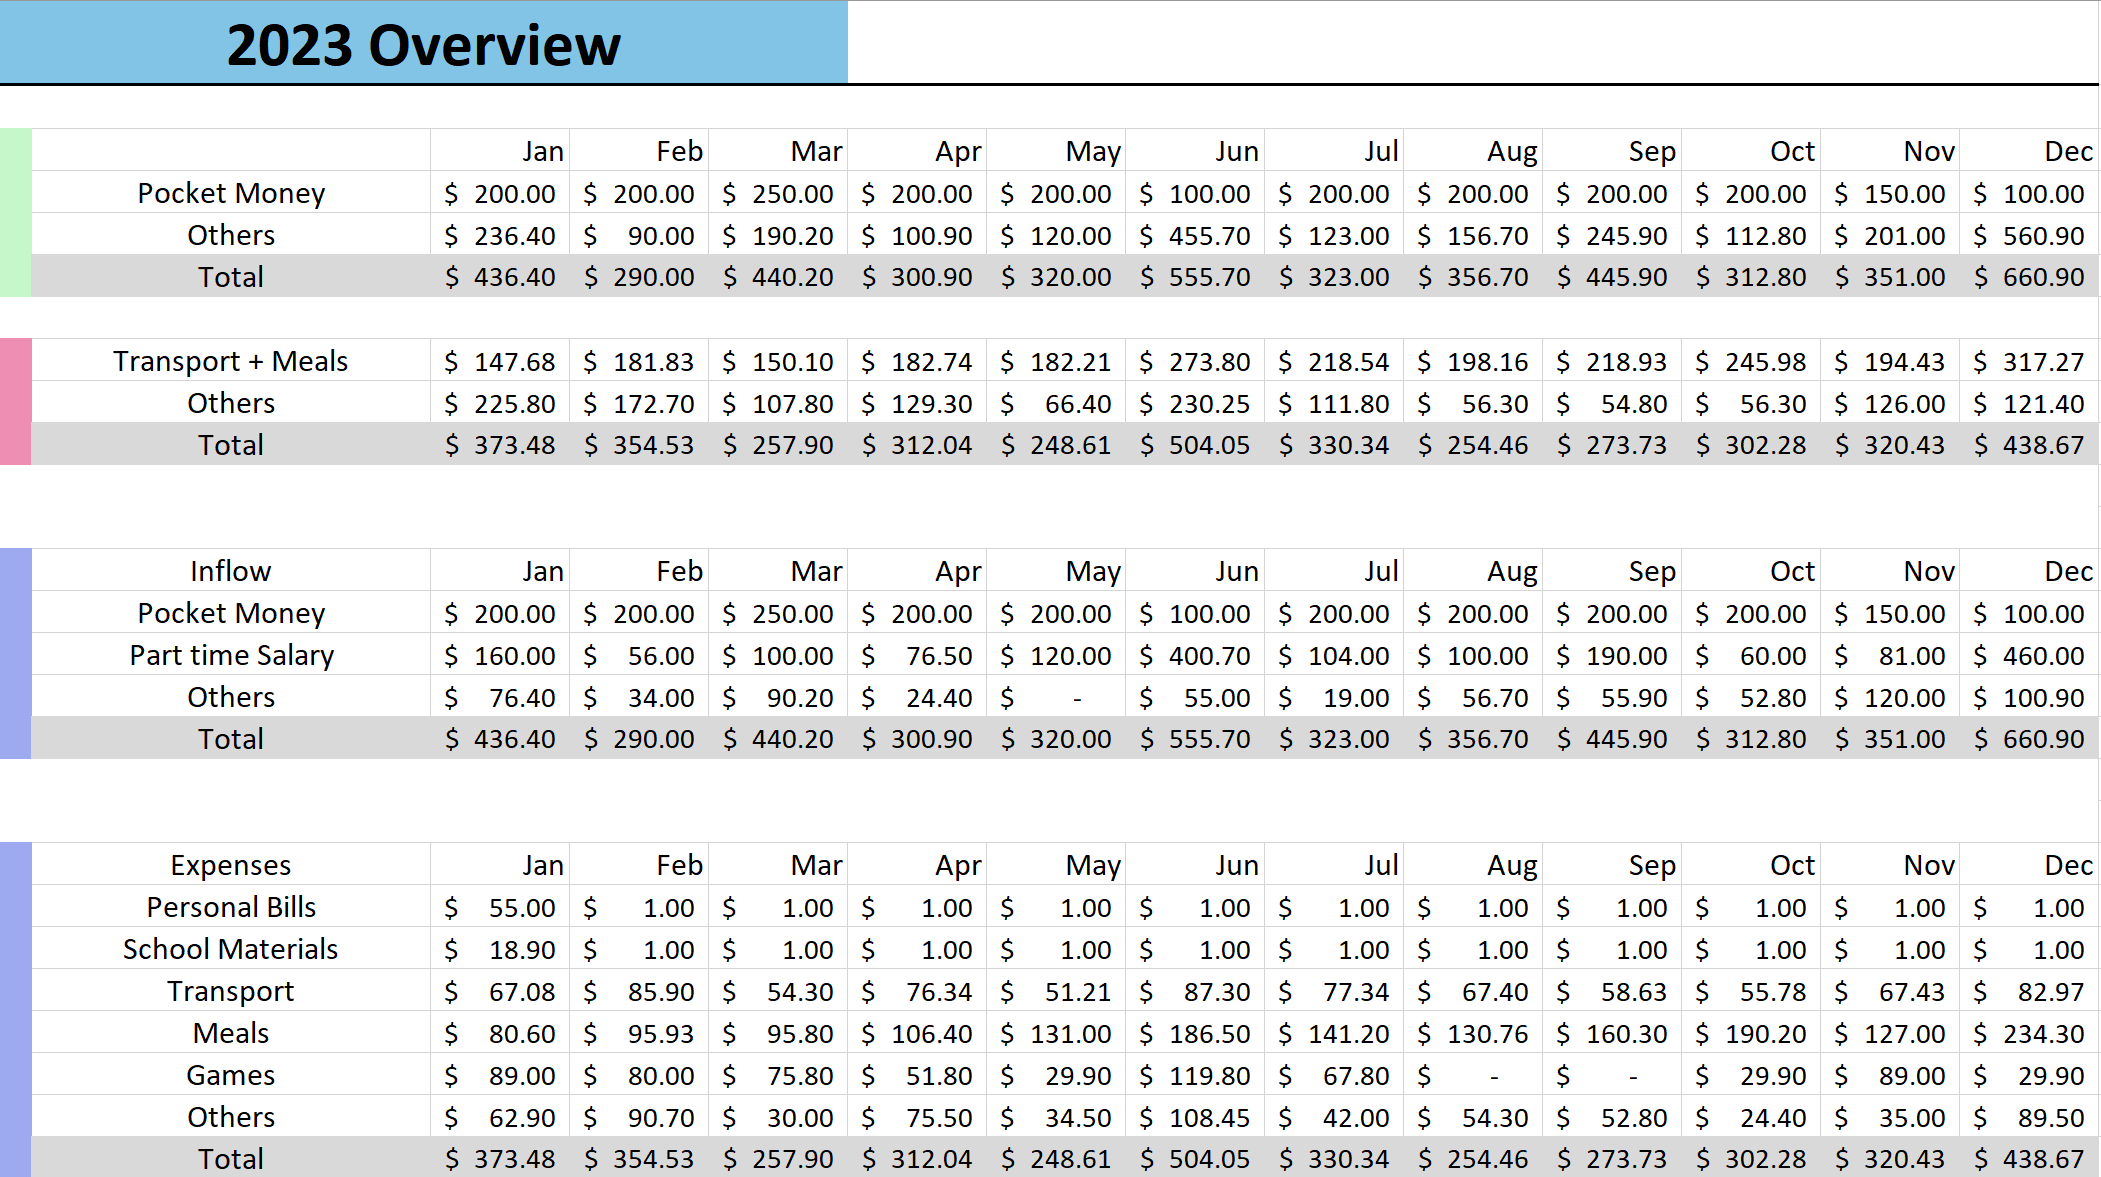 2023 Overview
Jan Feb Mar Apr May Jun Jul Aug Sep Oct Nov Dec
Pocket Money $ 200.00 $ 200.00 $ 250.00 $ 200.00 $ 200.00 $ 100.00 $ 200.00 $ 200.00 $ 200.00 $ 200.00 $ 150.00 $ 100.00
Others $ 236.40 $ 90.00 $ 190.20 $ 100.90 $ 120.00 $ 455.70 $ 123.00 $ 156.70 $ 245.90 $ 112.80 $ 201.00 $ 560.90
Total $ 436.40 $ 290.00 $ 440.20 $ 300.90 $ 320.00 $ 555.70 $ 323.00 $ 356.70 $ 445.90 $ 312.80 $ 351.00 $ 660.90
Transport + Meals $ 147.68 $ 181.83 $ 150.10 $ 182.74 $ 182.21 $ 273.80 $ 218.54 $ 198.16 $ 218.93 $ 245.98 $ 194.43 $ 317.27
Others $ 225.80 $ 172.70 $ 107.80 $ 129.30 $ 66.40 $ 230.25 $ 111.80 $ 56.30 $ 54.80 $ 56.30 $ 126.00 $ 121.40
Total $ 373.48 $ 354.53 $ 257.90 $ 312.04 $ 248.61 $ 504.05 $ 330.34 $ 254.46 $ 273.73 $ 302.28 $ 320.43 $ 438.67
Inflow Jan Feb Mar Apr May Jun Jul Aug Sep Oct Nov Dec
Pocket Money $ 200.00 $ 200.00 $ 250.00 $ 200.00 $ 200.00 $ 100.00 $ 200.00 $ 200.00 $ 200.00 $ 200.00 $ 150.00 $ 100.00
Part time Salary $ 160.00 $ 56.00 $ 100.00 $ 76.50 $ 120.00 $ 400.70 $ 104.00 $ 100.00 $ 190.00 $ 60.00 $ 81.00 $ 460.00
Others $ 76.40 $ 34.00 $ 90.20 $ 24.40 $ - $ 55.00 $ 19.00 $ 56.70 $ 55.90 $ 52.80 $ 120.00 $ 100.90
Total $ 436.40 $ 290.00 $ 440.20 $ 300.90 $ 320.00 $ 555.70 $ 323.00 $ 356.70 $ 445.90 $ 312.80 $ 351.00 $ 660.90
Expenses Jan Feb Mar Apr May Jun Jul Aug Sep Oct Nov Dec
Personal Bills $ 55.00 $ 1.00 $ 1.00 $ 1.00 $ 1.00 $ 1.00 $ 1.00 $ 1.00 $ 1.00 $ 1.00 $ 1.00 $ 1.00
School Materials $ 18.90 $ 1.00 $ 1.00 $ 1.00 $ 1.00 $ 1.00 $ 1.00 $ 1.00 $ 1.00 $ 1.00 $ 1.00 $ 1.00
Transport $ 67.08 $ 85.90 $ 54.30 $ 76.34 $ 51.21 $ 87.30 $ 77.34 $ 67.40 $ 58.63 $ 55.78 $ 67.43 $ 82.97
Meals $ 80.60 $ 95.93 $ 95.80 $ 106.40 $ 131.00 $ 186.50 $ 141.20 $ 130.76 $ 160.30 $ 190.20 $ 127.00 $ 234.30
Games $ 89.00 $ 80.00 $ 75.80 $ 51.80 $ 29.90 $ 119.80 $ 67.80 $ - $ - $ 29.90 $ 89.00 $ 29.90
Others $ 62.90 $ 90.70 $ 30.00 $ 75.50 $ 34.50 $ 108.45 $ 42.00 $ 54.30 $ 52.80 $ 24.40 $ 35.00 $ 89.50
Total $ 373.48 $ 354.53 $ 257.90 $ 312.04 $ 248.61 $ 504.05 $ 330.34 $ 254.46 $ 273.73 $ 302.28 $ 320.43 $ 438.67